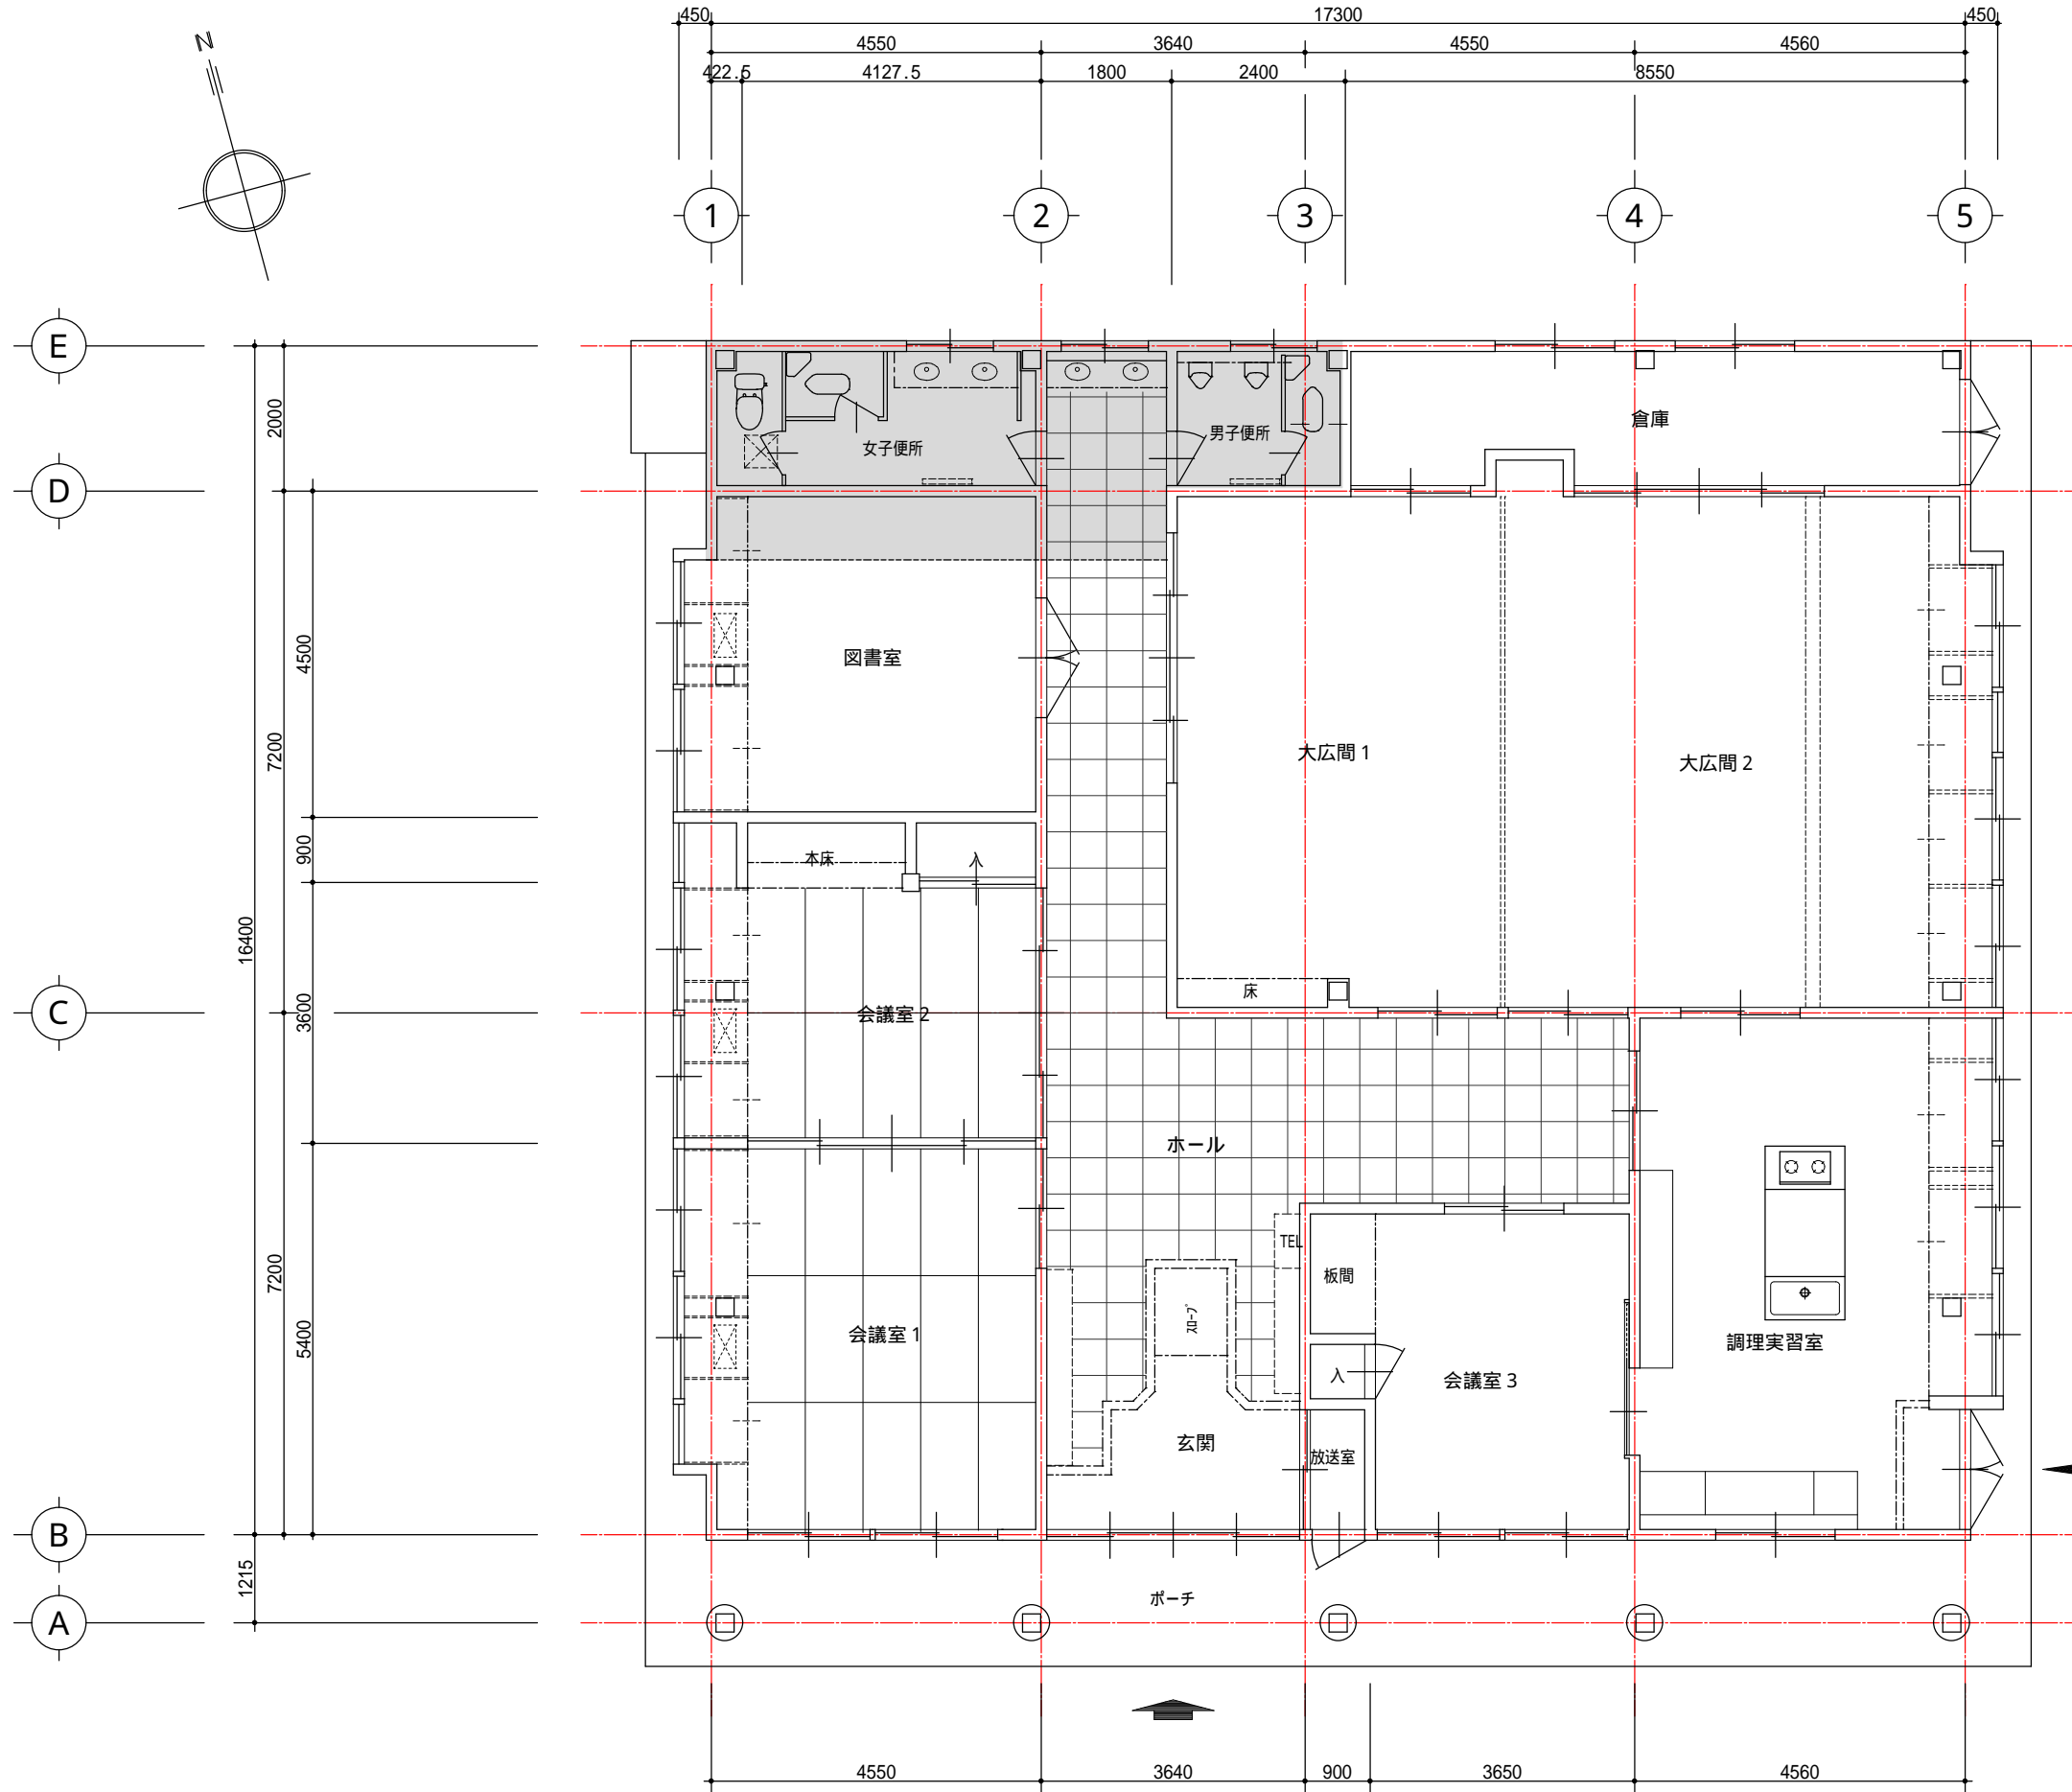 450 17300 450
4550 3640 4550 4560
422.5 4127.5 1800 2400 8550
N
1 2 3 4 5
E
D
C
B
A
2000
7200
16400
7200
1215
4500
900
3600
5400
女子便所
男子便所
倉庫
図書室
大広間 1
大広間 2
本床
入
床
会議室 2
ホール
TEL
板間
スロープ
会議室 1
入
会議室 3
調理実習室
玄関
放送室
ポーチ
4550 3640 900 3650 4560